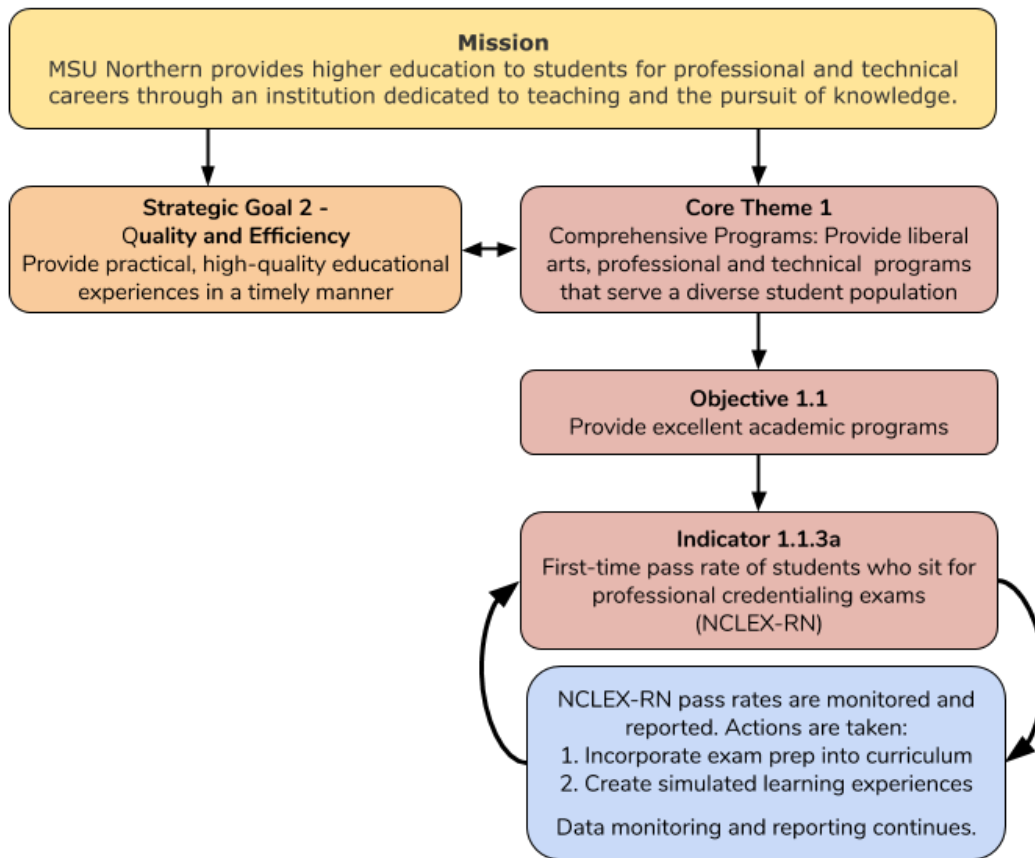 Mission
MSU Northern provides higher education to students for professional and technical
careers through an institution dedicated to teaching and the pursuit of knowledge.
Strategic Goal 2 -
Quality and Efficiency
Provide practical, high-quality educational
experiences in a timely manner
Core Theme 1
Comprehensive Programs: Provide liberal
arts, professional and technical programs
that serve a diverse student population
Objective 1.1
Provide excellent academic programs
Indicator 1.1.3a
First-time pass rate of students who sit for
professional credentialing exams
(NCLEX-RN)
NCLEX-RN pass rates are monitored and
reported. Actions are taken:
1. Incorporate exam prep into curriculum
2. Create simulated learning experiences
Data monitoring and reporting continues.